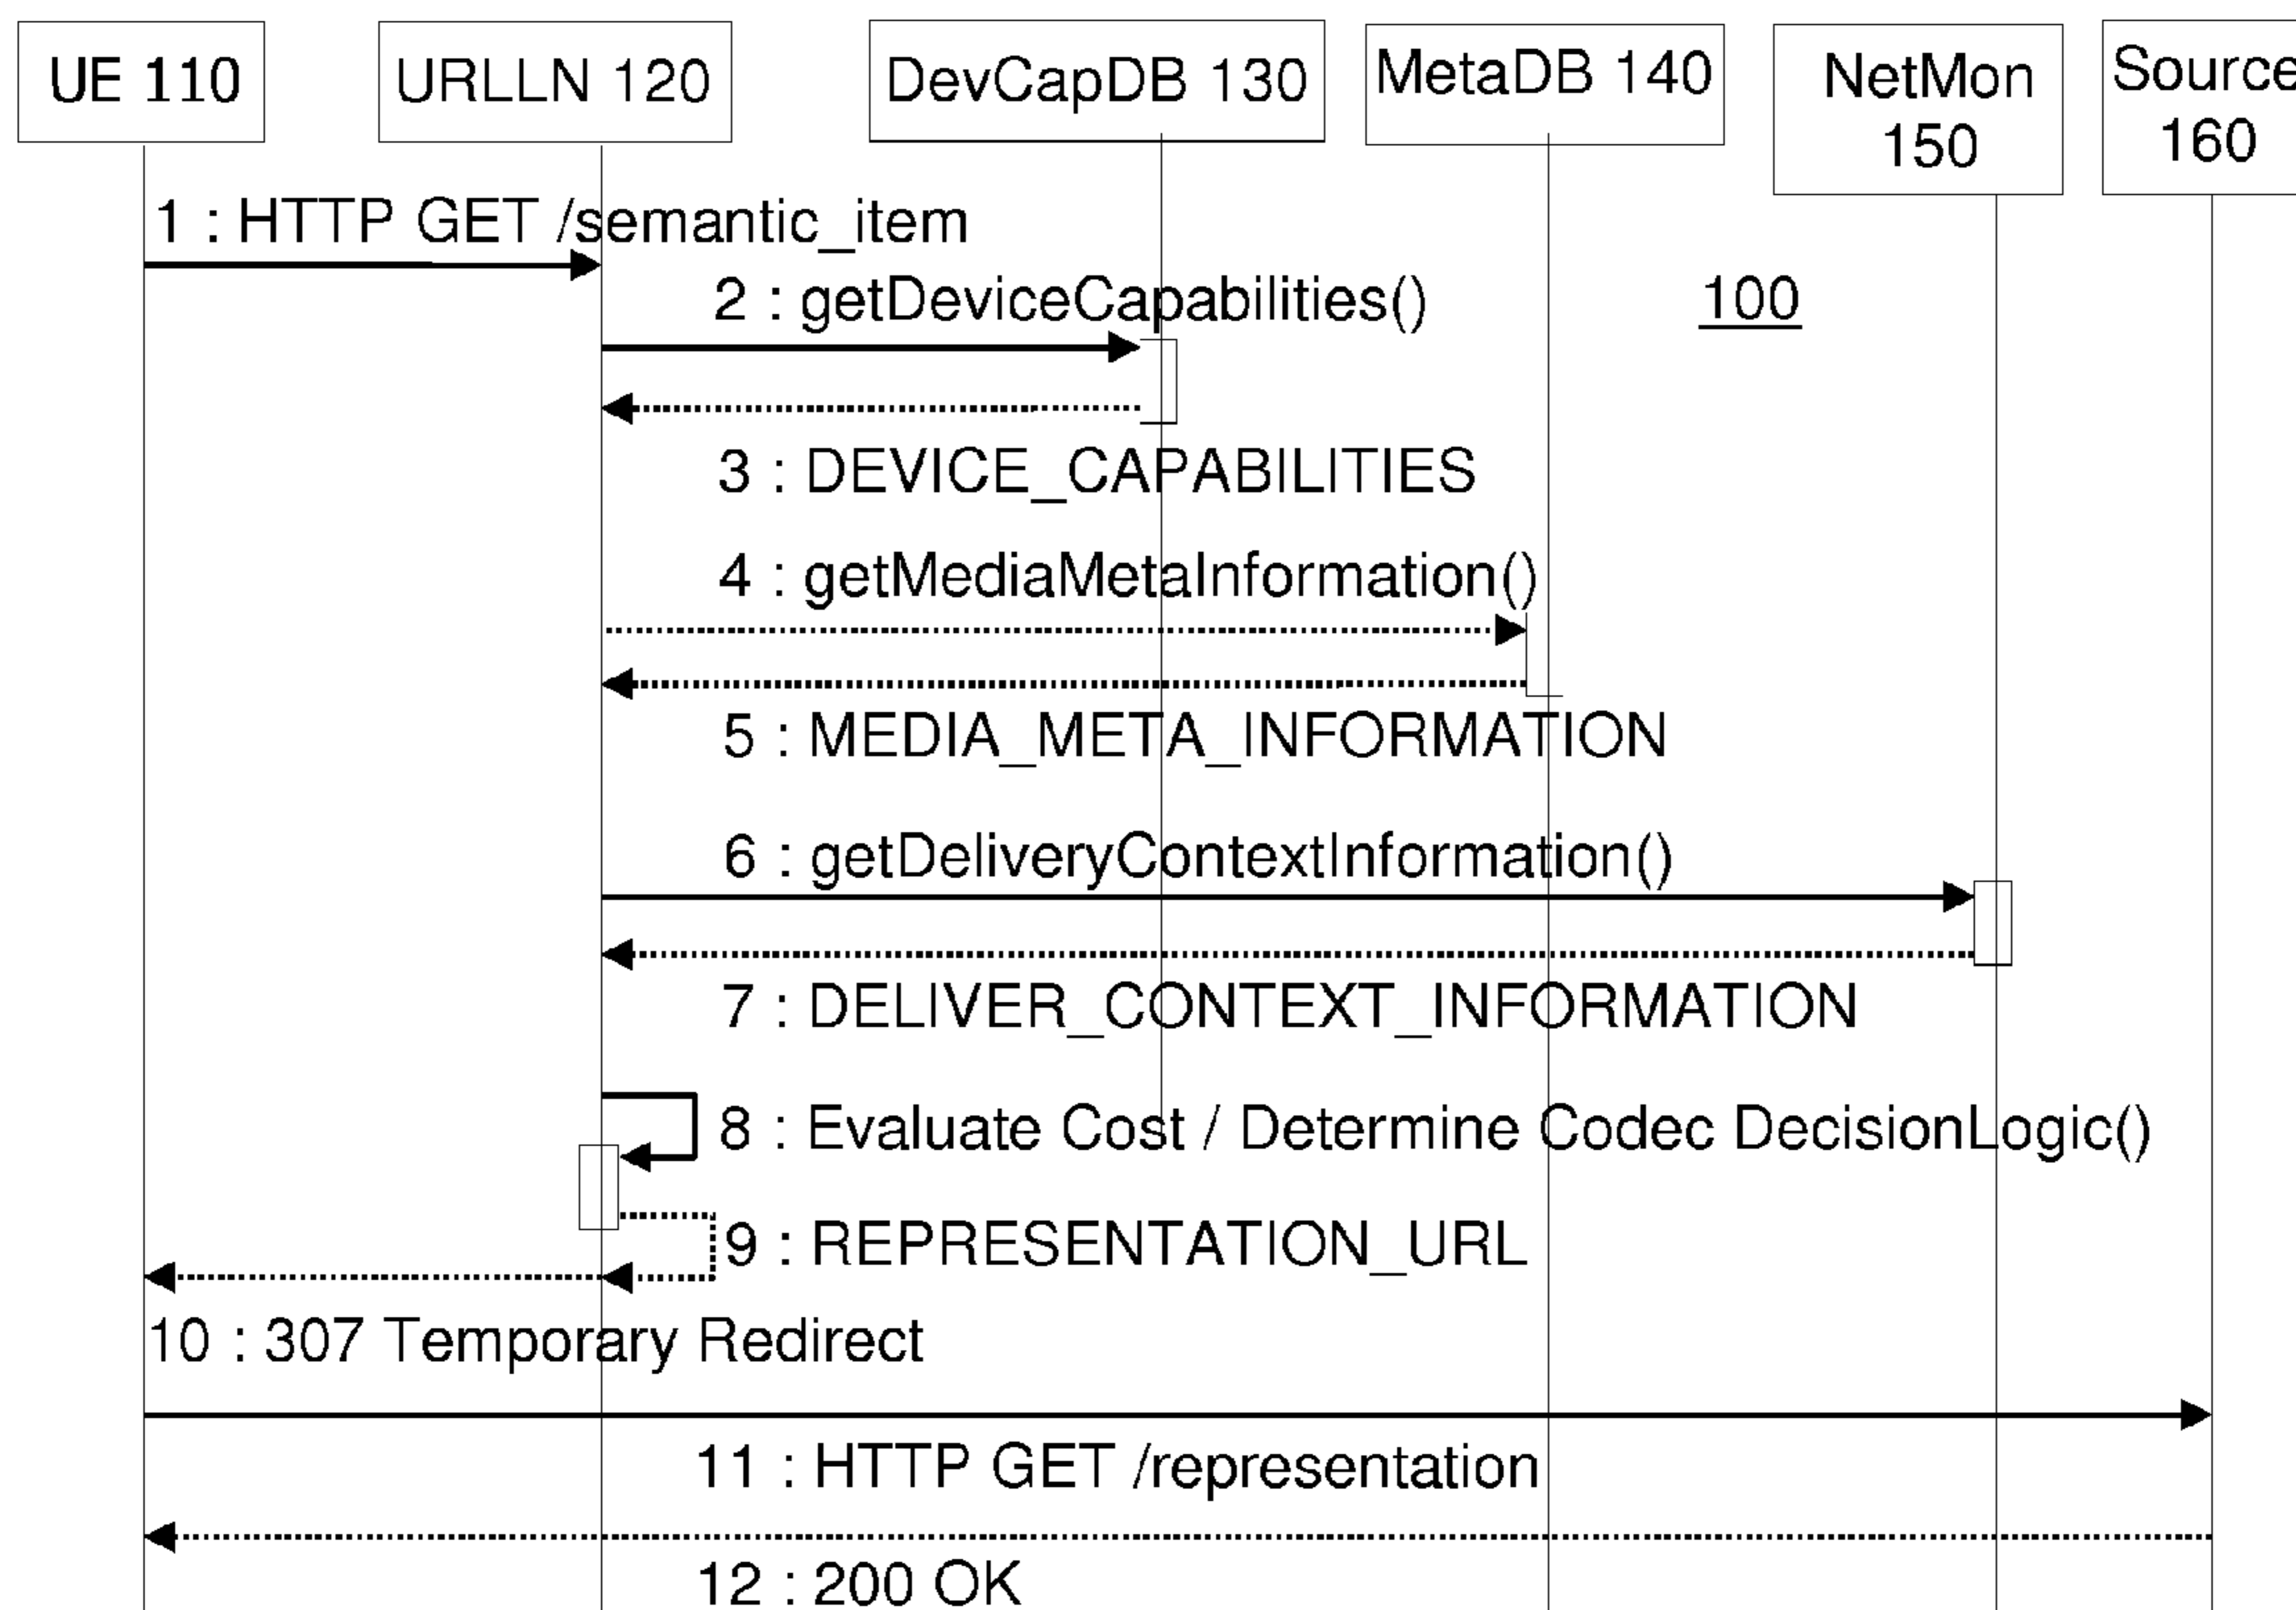 UE 110
URLLN 120
DevCapDB 130
MetaDB 140
NetMon
150
Source
160
1 : HTTP GET /semantic_item
2 : getDeviceCapabilities()
100
3 : DEVICE_CAPABILITIES
4 : getMediaMetaInformation()
5 : MEDIA_META_INFORMATION
6 : getDeliveryContextInformation()
7 : DELIVER_CONTEXT_INFORMATION
8 : Evaluate Cost / Determine Codec DecisionLogic()
9 : REPRESENTATION_URL
10 : 307 Temporary Redirect
11 : HTTP GET /representation
12 : 200 OK